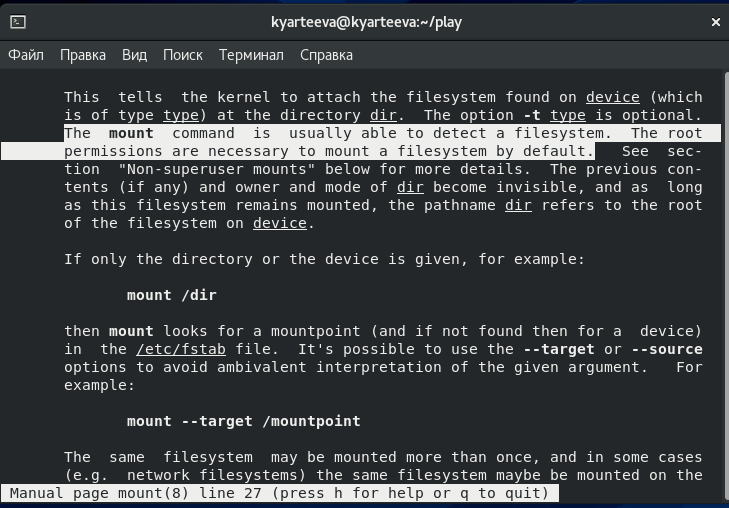 kyarteeva@kyarteeva:~/play
Файл Правка Вид Поиск Терминал Справка
This tells the kernel to attach the filesystem found on device (which
is of type type) at the directory dir. The option -t type is optional.
The mount command is usually able to detect a filesystem. The root
permissions are necessary to mount a filesystem by default. See sec-
tion "Non-superuser mounts" below for more details. The previous con-
tents (if any) and owner and mode of dir become invisible, and as long
as this filesystem remains mounted, the pathname dir refers to the root
of the filesystem on device.
If only the directory or the device is given, for example:
mount /dir
then mount looks for a mountpoint (and if not found then for a device)
in the /etc/fstab file. It's possible to use the --target or --source
options to avoid ambivalent interpretation of the given argument. For
example:
mount --target /mountpoint
The same filesystem may be mounted more than once, and in some cases
(e.g. network filesystems) the same filesystem maybe be mounted on the
Manual page mount(8) line 27 (press h for help or q to quit)